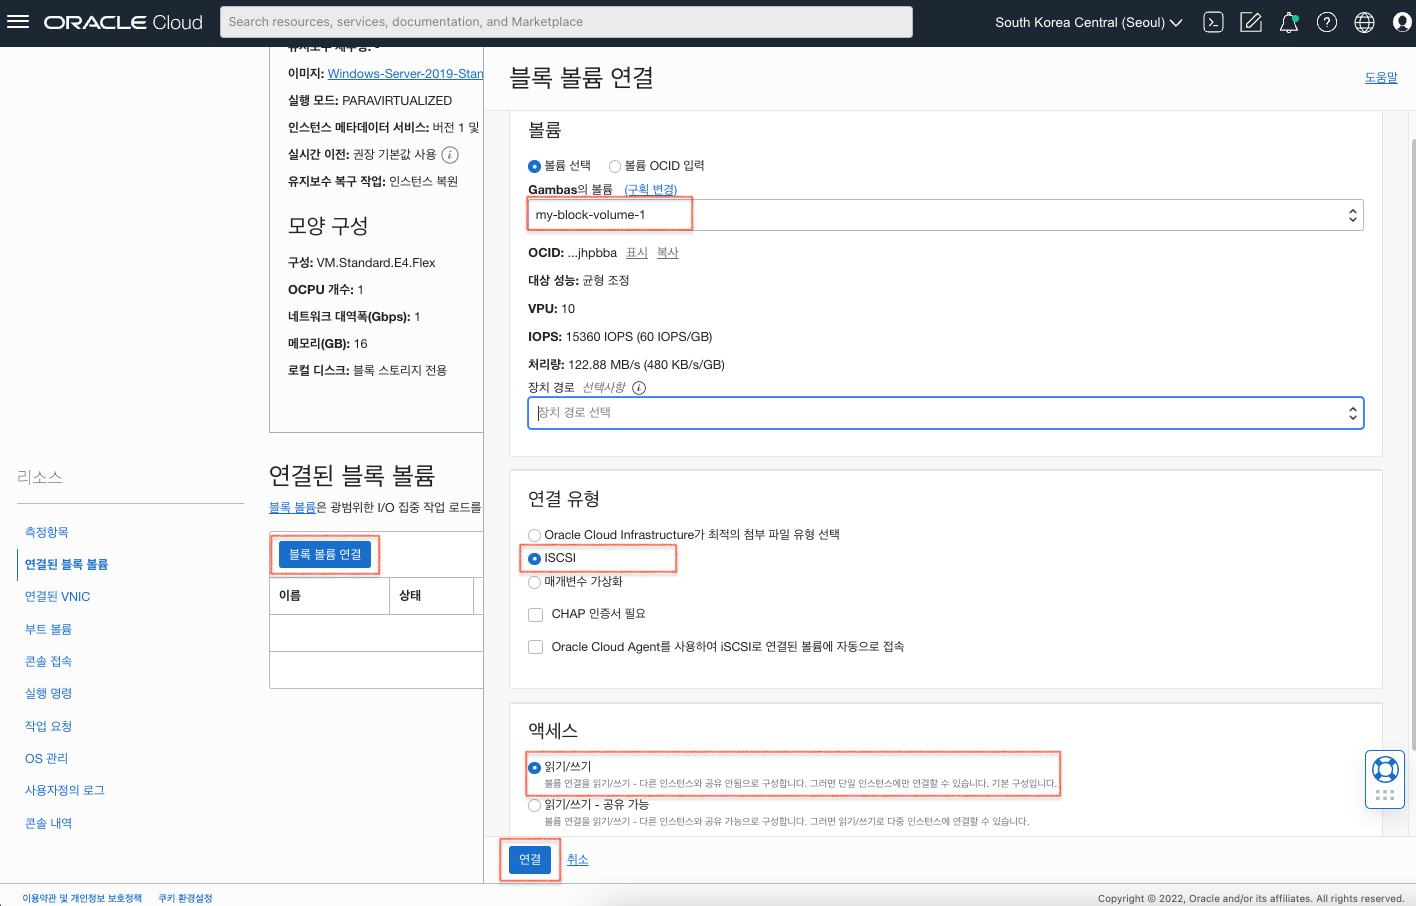 ORACLE Cloud
Search resources, services, documentation, and Marketplace
South Korea Central (Seoul)
이미지: Windows-Server-2019-Stan
실행 모드: PARAVIRTUALIZED
인스턴스 메타데이터 서비스: 버전 1 및
실시간 이전: 권장 기본값 사용
유지보수 복구 작업: 인스턴스 복원
모양 구성
구성: VM.Standard.E4.Flex
OCPU 개수: 1
네트워크 대역폭(Gbps): 1
메모리(GB): 16
로컬 디스크: 블록 스토리지 전용
리소스
측정항목
연결된 블록 볼륨
연결된 VNIC
부트 볼륨
콘솔 접속
실행 명령
작업 요청
OS 관리
사용자정의 로그
콘솔 내역
연결된 블록 볼륨
블록 볼륨은 광범위한 I/O 집중 작업 로드를
블록 볼륨 연결
이름 상태
블록 볼륨 연결
도움말
볼륨
볼륨 선택 볼륨 OCID 입력
Gambas의 볼륨 (구획 변경)
my-block-volume-1
OCID: ...jhpbba 표시 복사
대상 성능: 균형 조정
VPU: 10
IOPS: 15360 IOPS (60 IOPS/GB)
처리량: 122.88 MB/s (480 KB/s/GB)
장치 경로 선택사항
장치 경로 선택
연결 유형
Oracle Cloud Infrastructure가 최적의 첨부 파일 유형 선택
ISCSI
매개변수 가상화
CHAP 인증서 필요
Oracle Cloud Agent를 사용하여 iSCSI로 연결된 볼륨에 자동으로 접속
액세스
읽기/쓰기
볼륨 연결을 읽기/쓰기 - 다른 인스턴스와 공유 안됨으로 구성합니다. 그러면 단일 인스턴스에만 연결할 수 있습니다. 기본 구성입니다.
읽기/쓰기 - 공유 가능
볼륨 연결을 읽기/쓰기 - 다른 인스턴스와 공유 가능으로 구성합니다. 그러면 읽기/쓰기로 다중 인스턴스에 연결할 수 있습니다.
연결 취소
이용약관 및 개인정보 보호정책 쿠키 환경설정
Copyright © 2022, Oracle and/or its affiliates. All rights reserved.